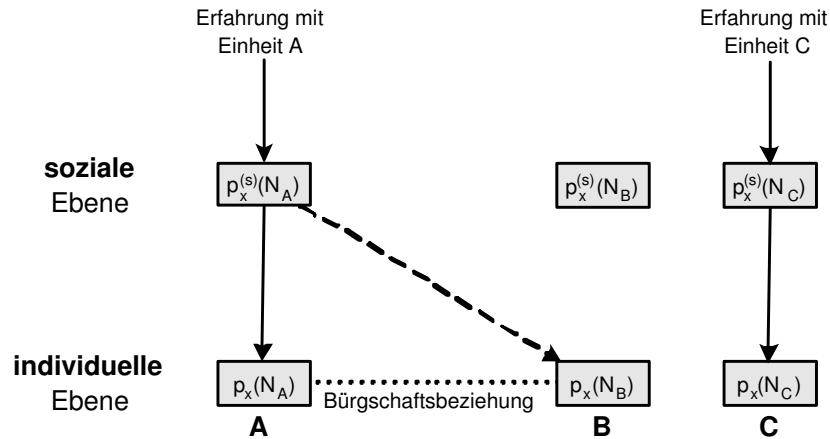 Erfahrung mit
Einheit A
Erfahrung mit
Einheit C
soziale
Ebene
p_x^(s)(N_A)
p_x^(s)(N_B)
p_x^(s)(N_C)
individuelle
Ebene
p_x(N_A)
Bürgschaftsbeziehung
p_x(N_B)
p_x(N_C)
A
B
C